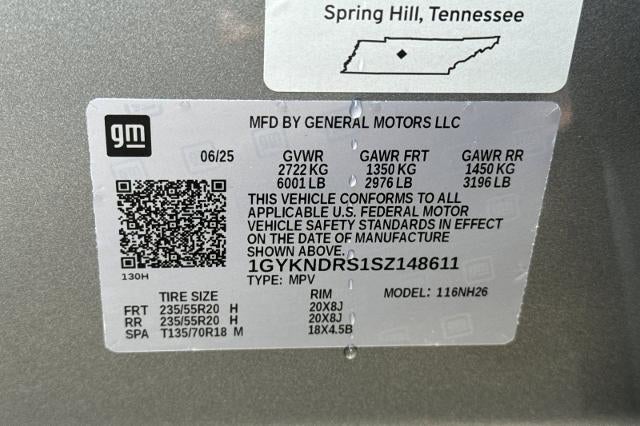 Spring Hill, Tennessee
gm
MFD BY GENERAL MOTORS LLC
06/25 GVWR GAWR FRT GAWR RR
2722 KG 1350 KG 1450 KG
6001 LB 2976 LB 3196 LB
THIS VEHICLE CONFORMS TO ALL
APPLICABLE U.S. FEDERAL MOTOR
VEHICLE SAFETY STANDARDS IN EFFECT
ON THE DATE OF MANUFACTURE
SHOWN ABOVE.
1GYKNDRS1SZ148611
130H
TYPE: MPV
TIRE SIZE RIM MODEL: 116NH26
FRT 235/55R20 H 20X8J
RR 235/55R20 H 20X8J
SPA T135/70R18 M 18X4.5B